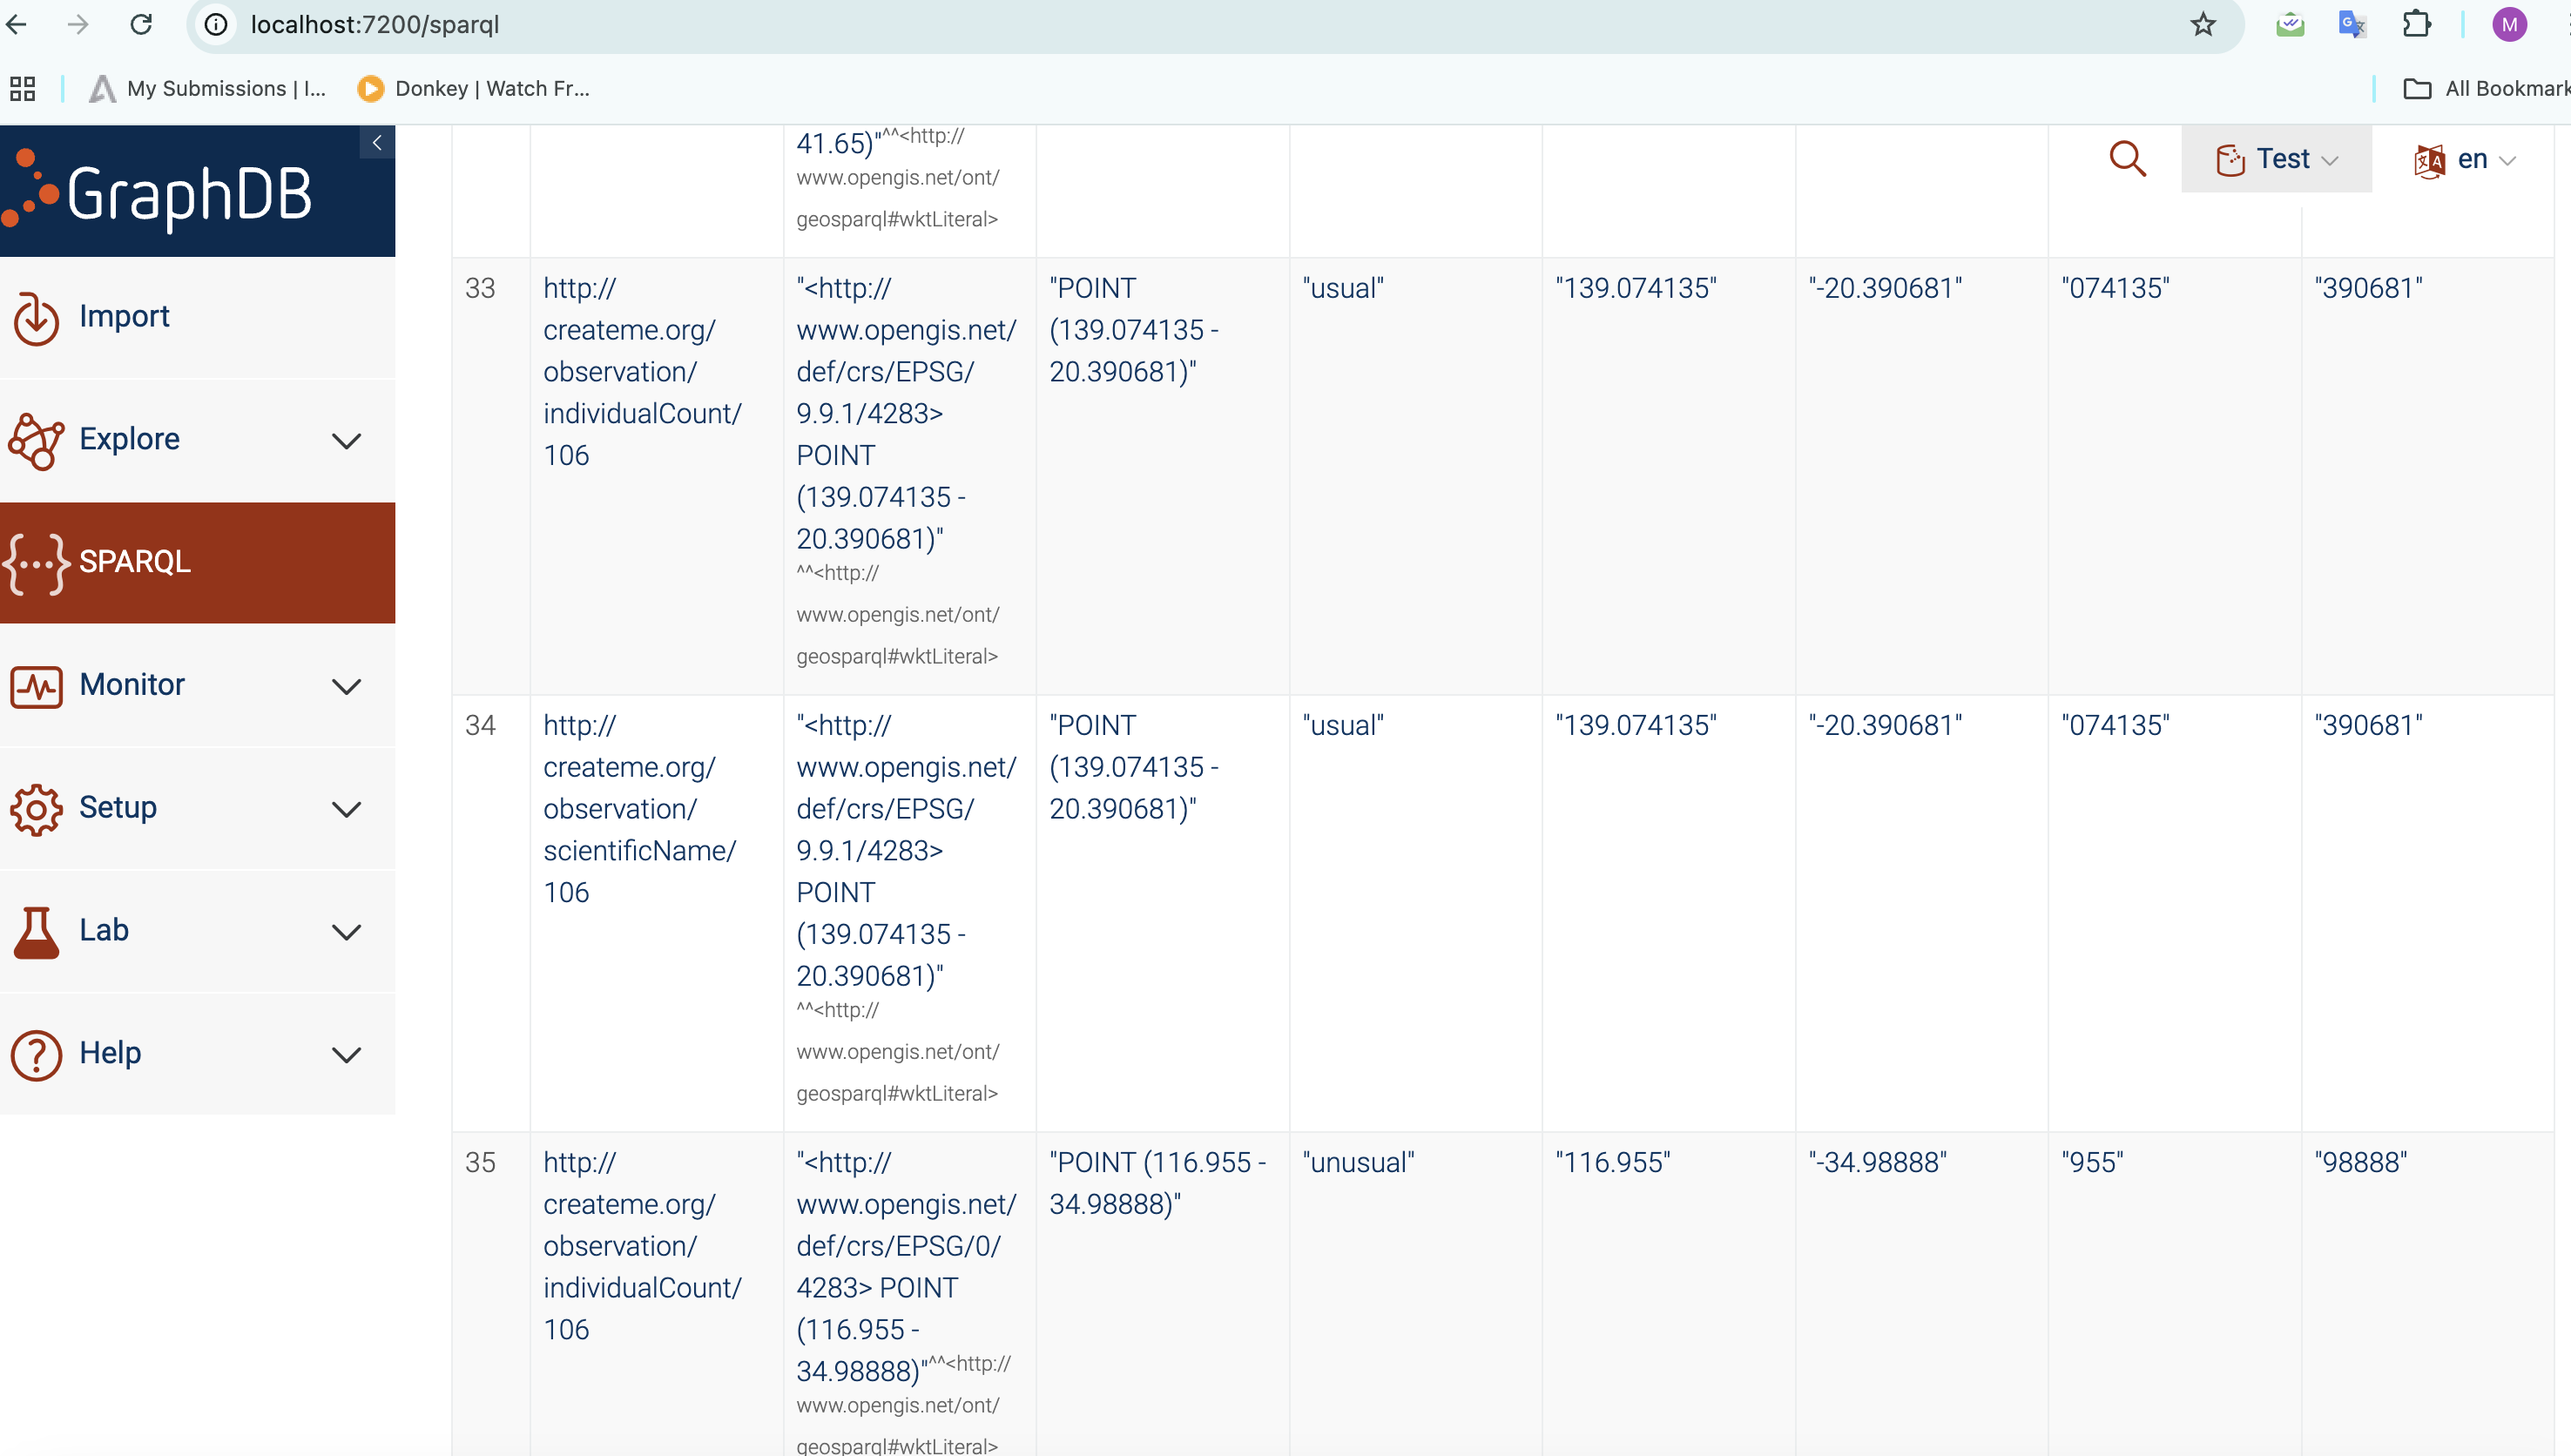 localhost:7200/sparql
M
My Submissions | I...
Donkey | Watch Fr...
All Bookmark
GraphDB
Import
Explore
SPARQL
Monitor
Setup
Lab
Help
Test
en
41.65)"^^<http://
www.opengis.net/ont/
geosparql#wktLiteral>
33
http://
createme.org/
observation/
individualCount/
106
"<http://
www.opengis.net/
def/crs/EPSG/
9.9.1/4283>
POINT
(139.074135 -
20.390681)"
^^<http://
www.opengis.net/ont/
geosparql#wktLiteral>
"POINT
(139.074135 -
20.390681)"
"usual"
"139.074135"
"-20.390681"
"074135"
"390681"
34
http://
createme.org/
observation/
scientificName/
106
"<http://
www.opengis.net/
def/crs/EPSG/
9.9.1/4283>
POINT
(139.074135 -
20.390681)"
^^<http://
www.opengis.net/ont/
geosparql#wktLiteral>
"POINT
(139.074135 -
20.390681)"
"usual"
"139.074135"
"-20.390681"
"074135"
"390681"
35
http://
createme.org/
observation/
individualCount/
106
"<http://
www.opengis.net/
def/crs/EPSG/0/
4283> POINT
(116.955 -
34.98888)"^^<http://
www.opengis.net/ont/
geosparql#wktLiteral>
"POINT (116.955 -
34.98888)"
"unusual"
"116.955"
"-34.98888"
"955"
"98888"